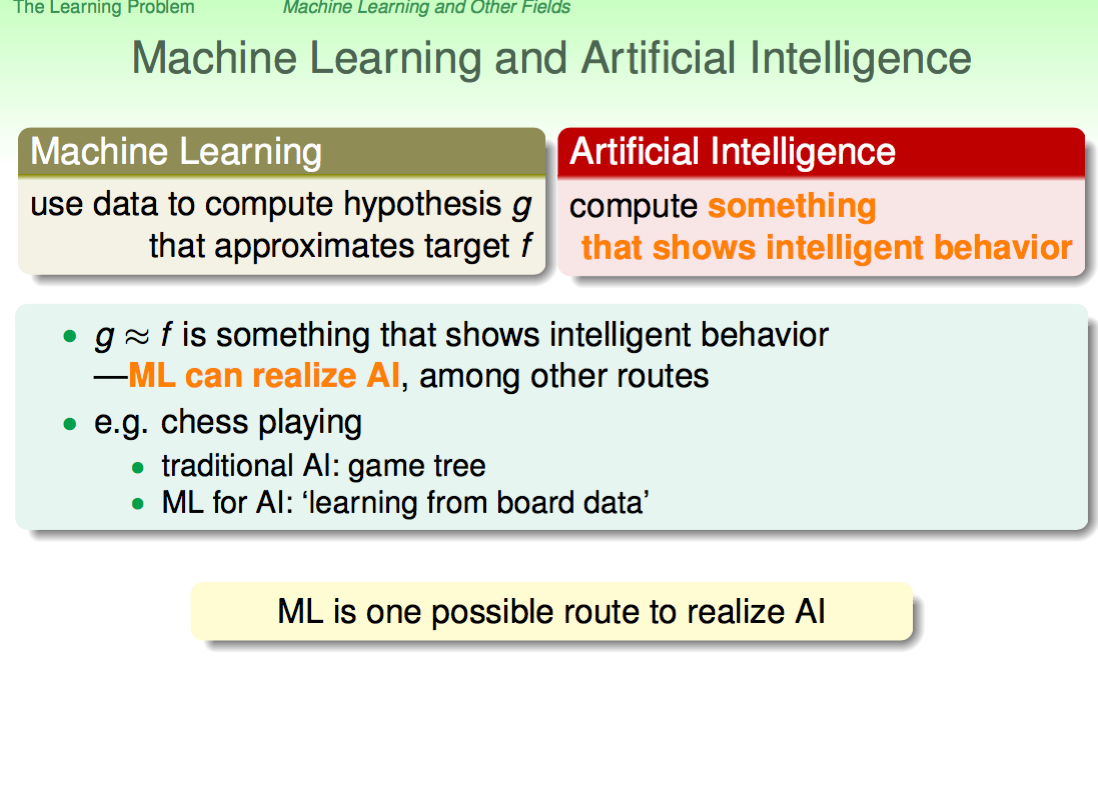 The Learning Problem
Machine Learning and Other Fields
Machine Learning and Artificial Intelligence
Machine Learning
use data to compute hypothesis g
that approximates target f
Artificial Intelligence
compute something
that shows intelligent behavior
• g ≈ f is something that shows intelligent behavior
—ML can realize AI, among other routes
• e.g. chess playing
• traditional AI: game tree
• ML for AI: ‘learning from board data’
ML is one possible route to realize AI